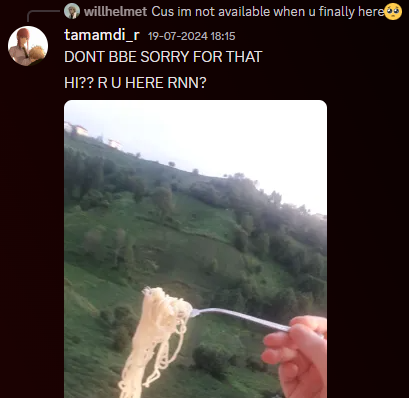 willhelmet Cus im not available when u finally here🥺
tamamdi_r 19-07-2024 18:15
DONT BBE SORRY FOR THAT
HI?? R U HERE RNN?